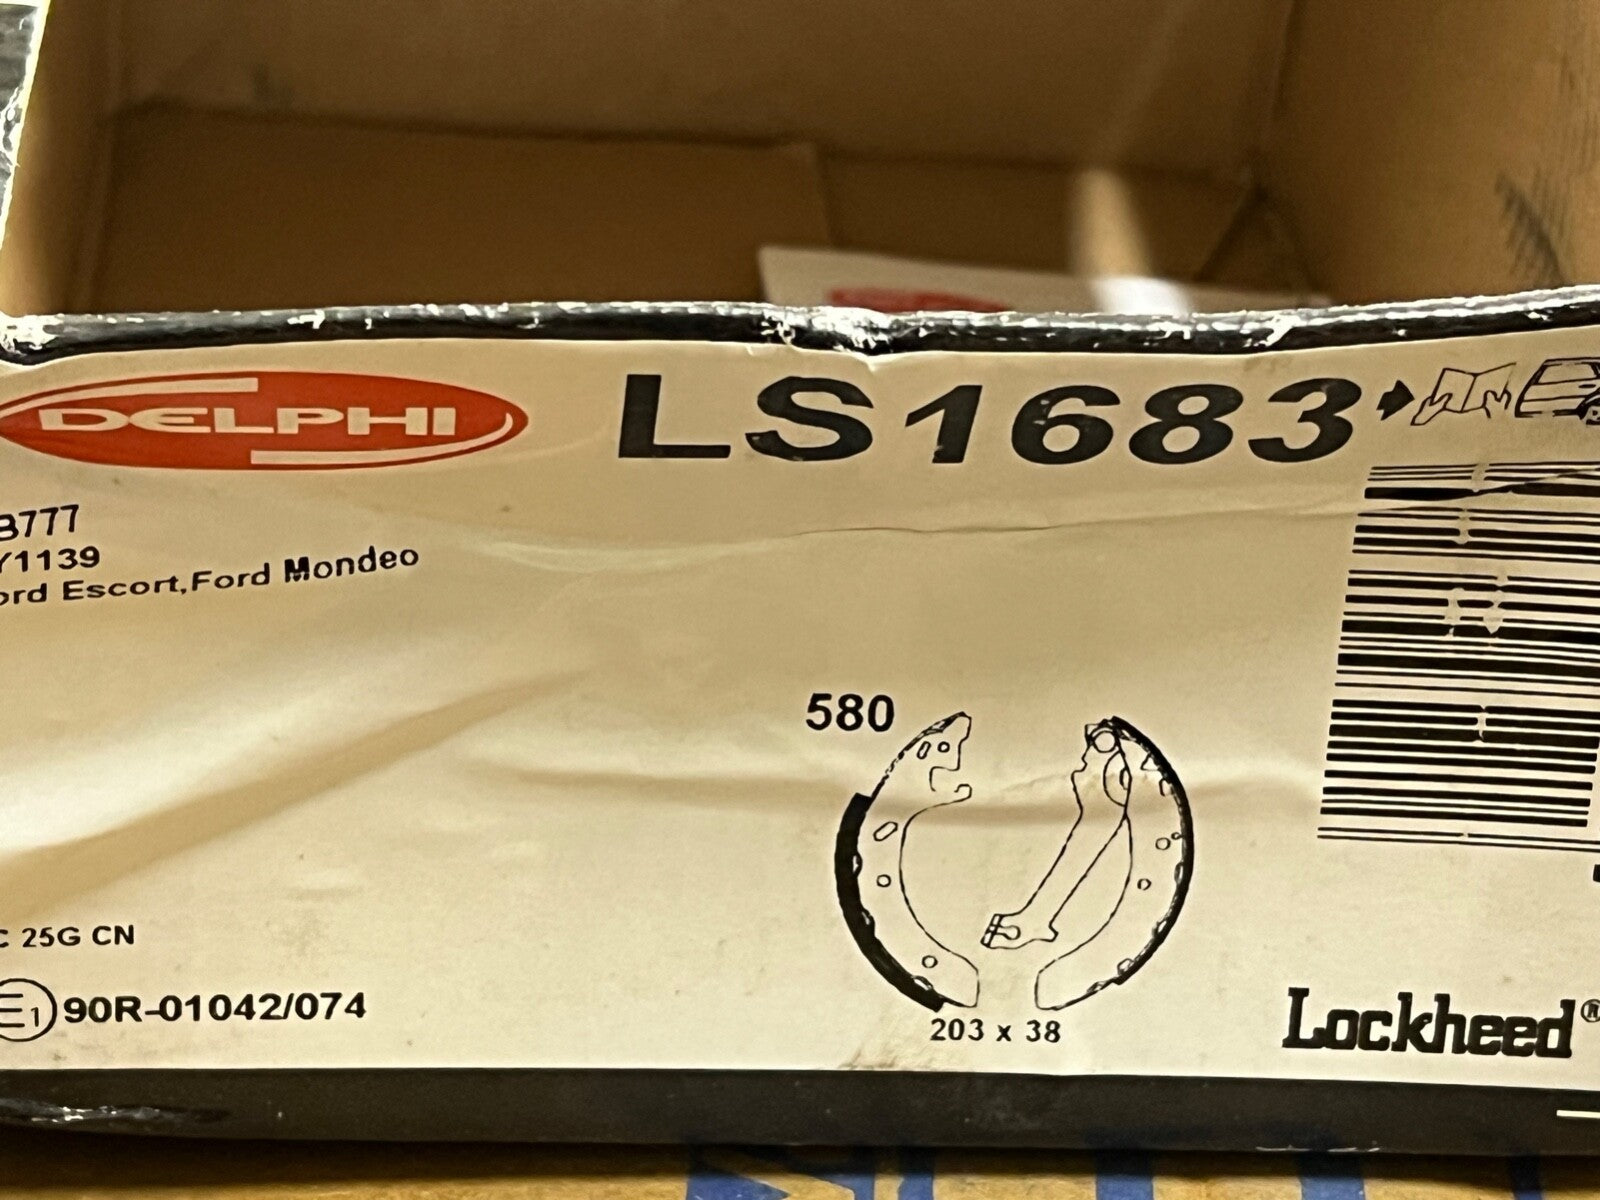 DELPHI
LS1683
B777
Y1139
ord Escort,Ford Mondeo
580
C 25G CN
E1 90R-01042/074
203 x 38
Lockheed®